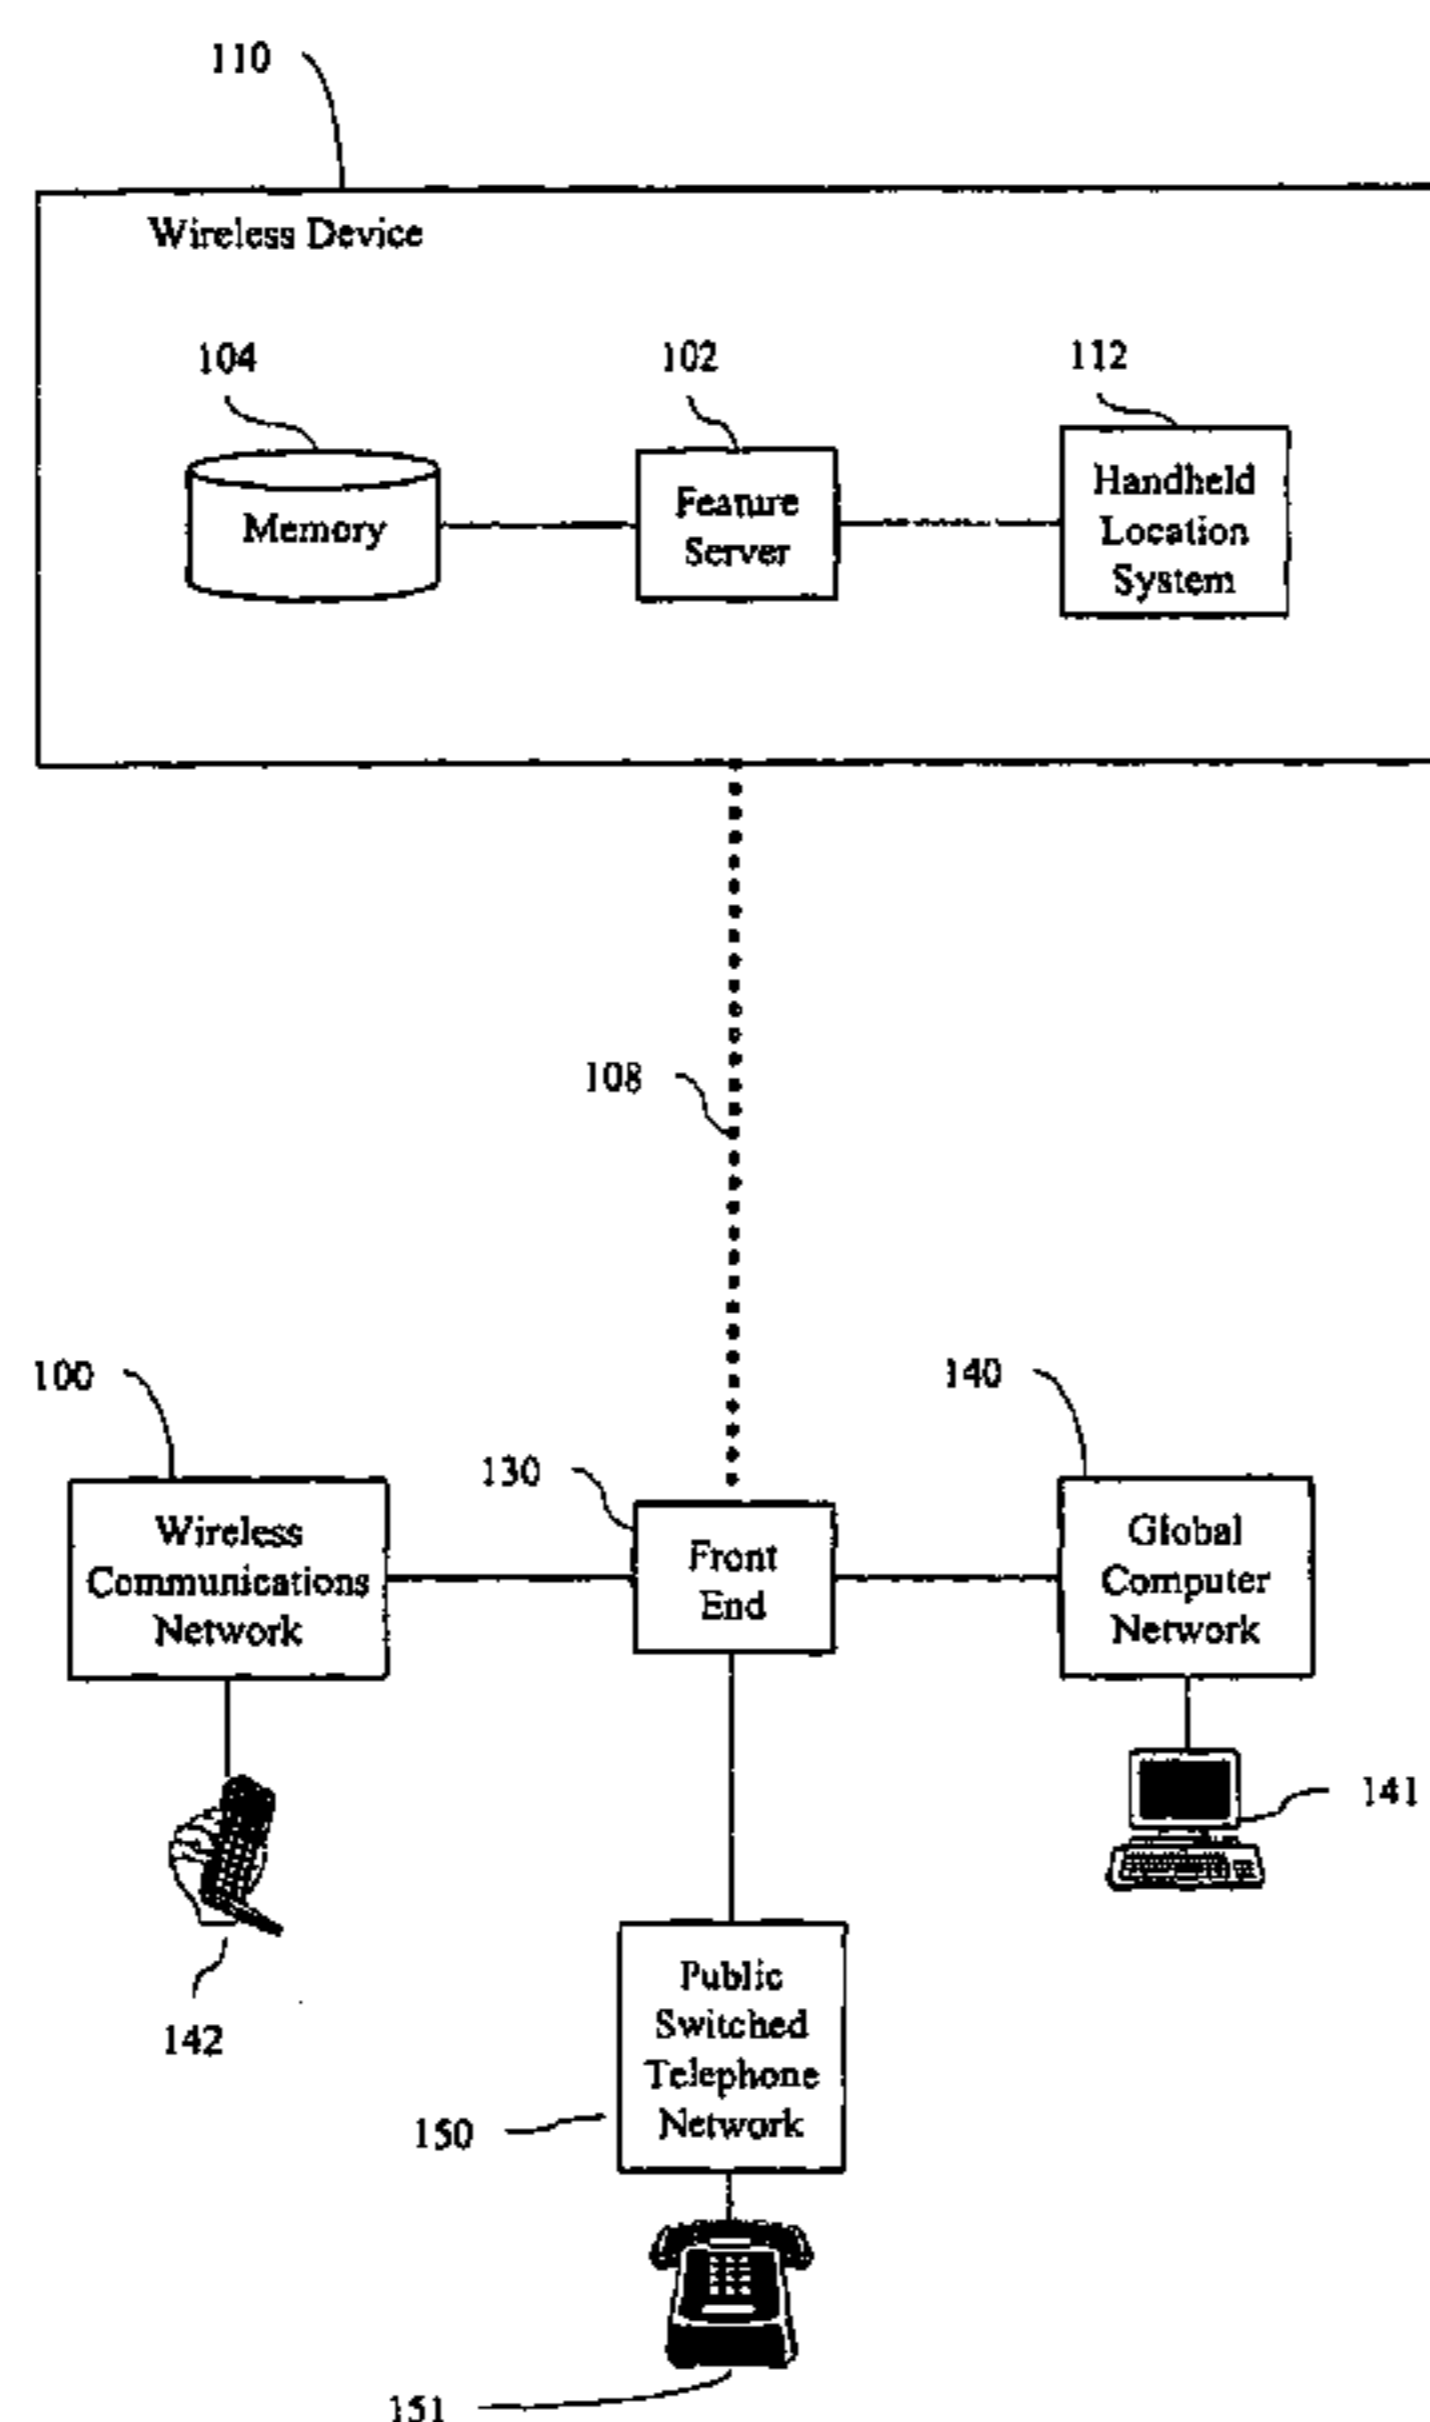 110
Wireless Device
104
102
112
Memory
Feature
Server
Handheld
Location
System
108
100
140
130
Wireless
Communications
Network
Front
End
Global
Computer
Network
141
142
Public
Switched
Telephone
Network
150
151